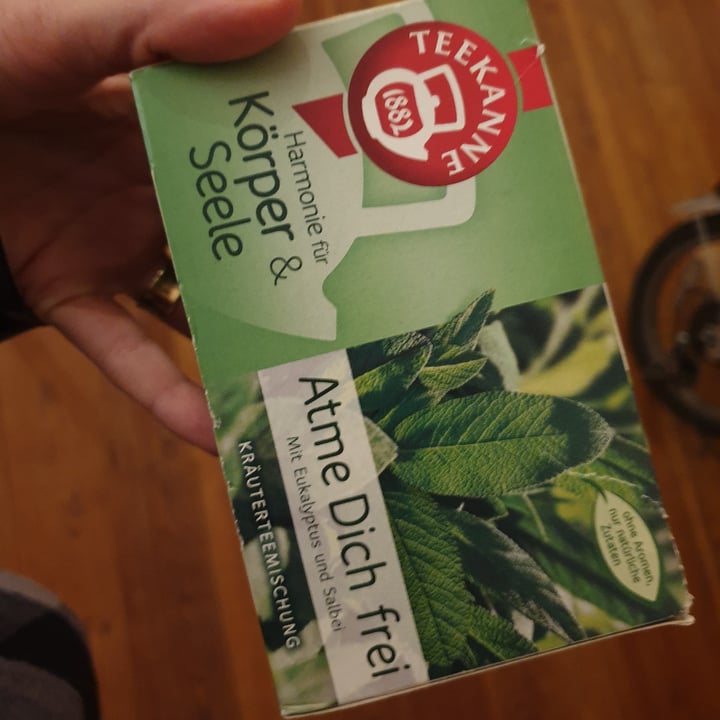 TEEKANNE
1882
Harmonie für
Körper &
Seele
Atme Dich frei
Mit Eukalyptus und Salbei
KRÄUTERTEEMISCHUNG
ohne Aromen,
nur natürliche
Zutaten